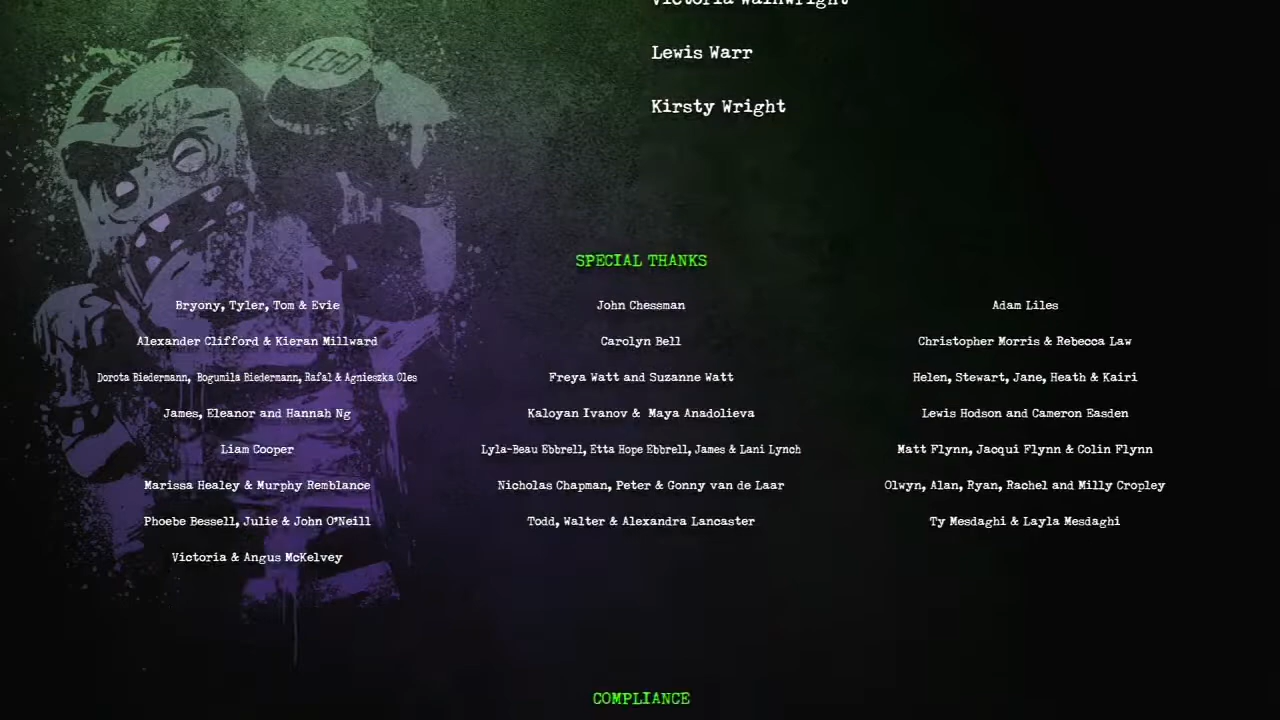 Victoria Wainwright
Lewis Warr
Kirsty Wright
LEGO
SPECIAL THANKS
Bryony, Tyler, Tom & Evie
John Chessman
Adam Liles
Alexander Clifford & Kieran Millward
Carolyn Bell
Christopher Morris & Rebecca Law
Dorota Biedermann, Bogumila Biedermann, Rafal & Agnieszka Oles
Freya Watt and Suzanne Watt
Helen, Stewart, Jane, Heath & Kairi
James, Eleanor and Hannah Ng
Kaloyan Ivanov & Maya Anadolieva
Lewis Hodson and Cameron Easden
Liam Cooper
Lyla-Beau Ebbrell, Etta Hope Ebbrell, James & Lani Lynch
Matt Flynn, Jacqui Flynn & Colin Flynn
Marissa Healey & Murphy Remblance
Nicholas Chapman, Peter & Gonny van de Laar
Olwyn, Alan, Ryan, Rachel and Milly Cropley
Phoebe Bessell, Julie & John O'Neill
Todd, Walter & Alexandra Lancaster
Ty Mesdaghi & Layla Mesdaghi
Victoria & Angus McKelvey
COMPLIANCE